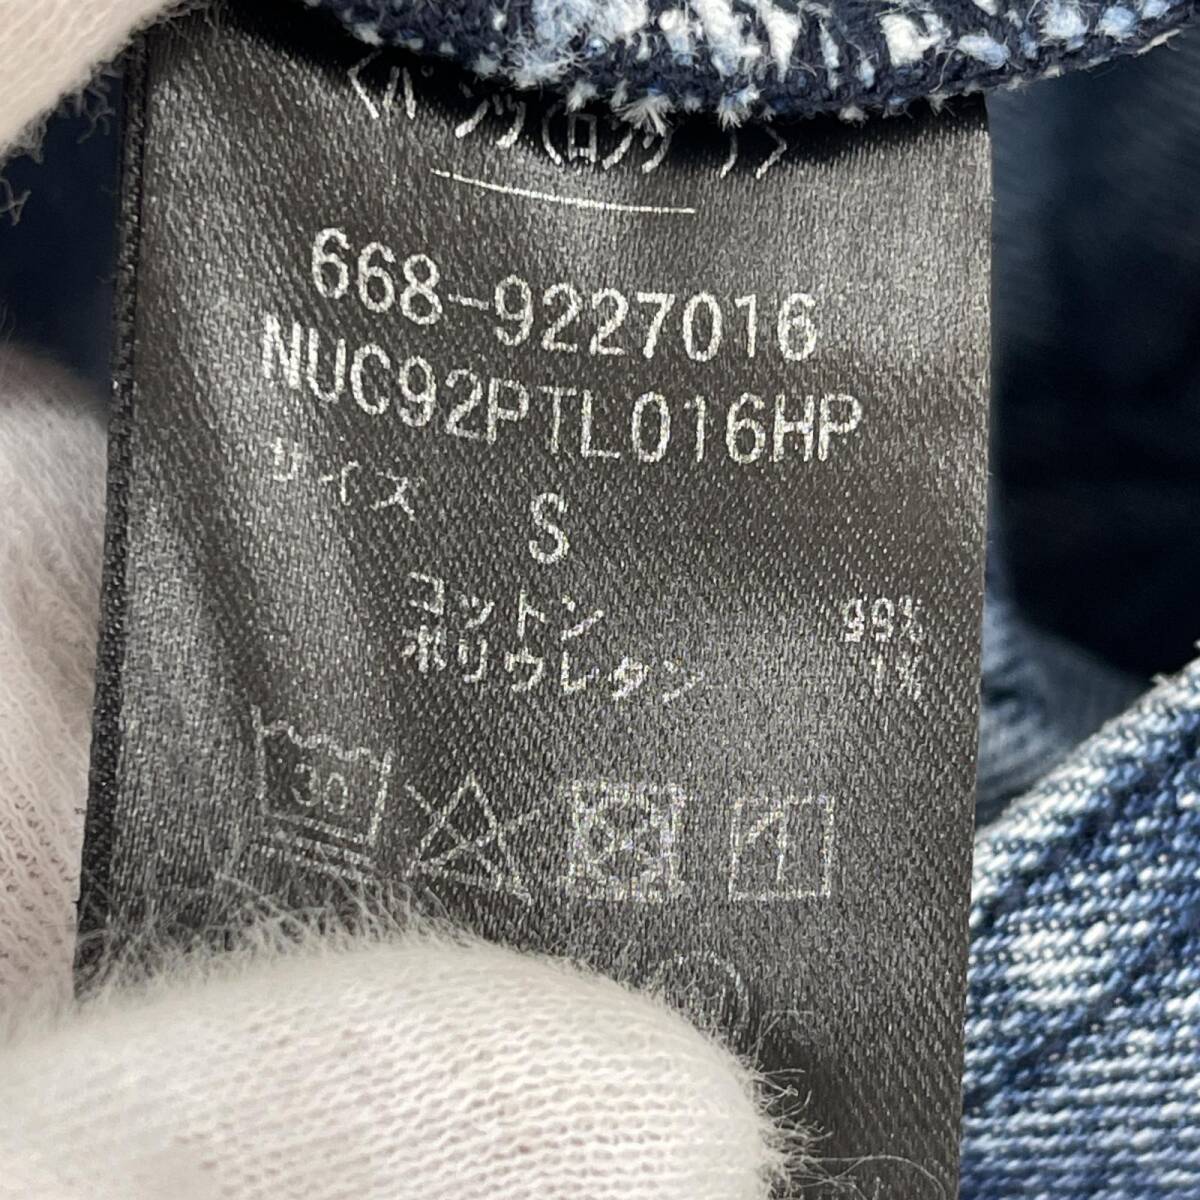 668-9227016
NUC92PTL016HP
サイズ S
コットン 99%
ポリウレタン 1%
30
1